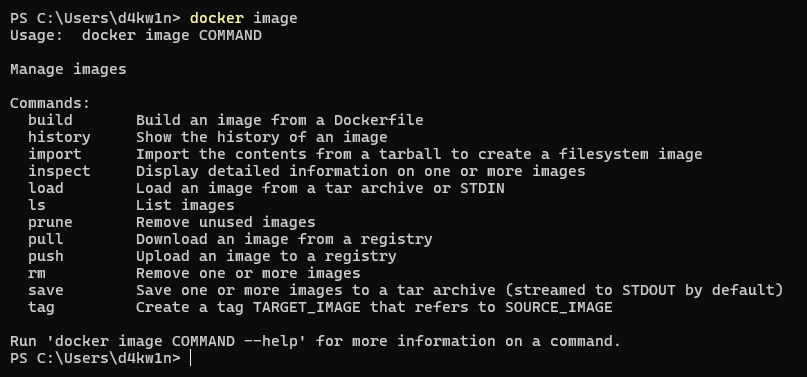 PS C:\Users\d4kw1n> docker image
Usage:  docker image COMMAND

Manage images

Commands:
  build       Build an image from a Dockerfile
  history     Show the history of an image
  import      Import the contents from a tarball to create a filesystem image
  inspect     Display detailed information on one or more images
  load        Load an image from a tar archive or STDIN
  ls          List images
  prune       Remove unused images
  pull        Download an image from a registry
  push        Upload an image to a registry
  rm          Remove one or more images
  save        Save one or more images to a tar archive (streamed to STDOUT by default)
  tag         Create a tag TARGET_IMAGE that refers to SOURCE_IMAGE

Run 'docker image COMMAND --help' for more information on a command.
PS C:\Users\d4kw1n>